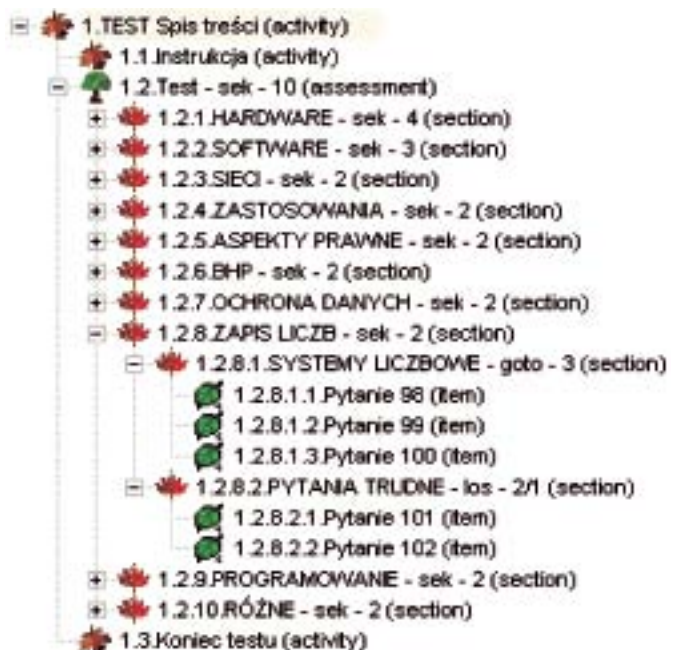 1.TEST Spis treści (activity)
1.1.Instrukcja (activity)
1.2.Test - sek - 10 (assessment)
1.2.1.HARDWARE - sek - 4 (section)
1.2.2.SOFTWARE - sek - 3 (section)
1.2.3.SIECI - sek - 2 (section)
1.2.4.ZASTOSOWANIA - sek - 2 (section)
1.2.5.ASPEKTY PRAWNE - sek - 2 (section)
1.2.6.BHP - sek - 2 (section)
1.2.7.OCHRONA DANYCH - sek - 2 (section)
1.2.8.ZAPIS LICZB - sek - 2 (section)
1.2.8.1.SYSTEMY LICZBOWE - goto - 3 (section)
1.2.8.1.1.Pytanie 98 (item)
1.2.8.1.2.Pytanie 99 (item)
1.2.8.1.3.Pytanie 100 (item)
1.2.8.2.PYTANIA TRUDNE - los - 2/1 (section)
1.2.8.2.1.Pytanie 101 (item)
1.2.8.2.2.Pytanie 102 (item)
1.2.9.PROGRAMOWANIE - sek - 2 (section)
1.2.10.RÓŻNE - sek - 2 (section)
1.3.Koniec testu (activity)